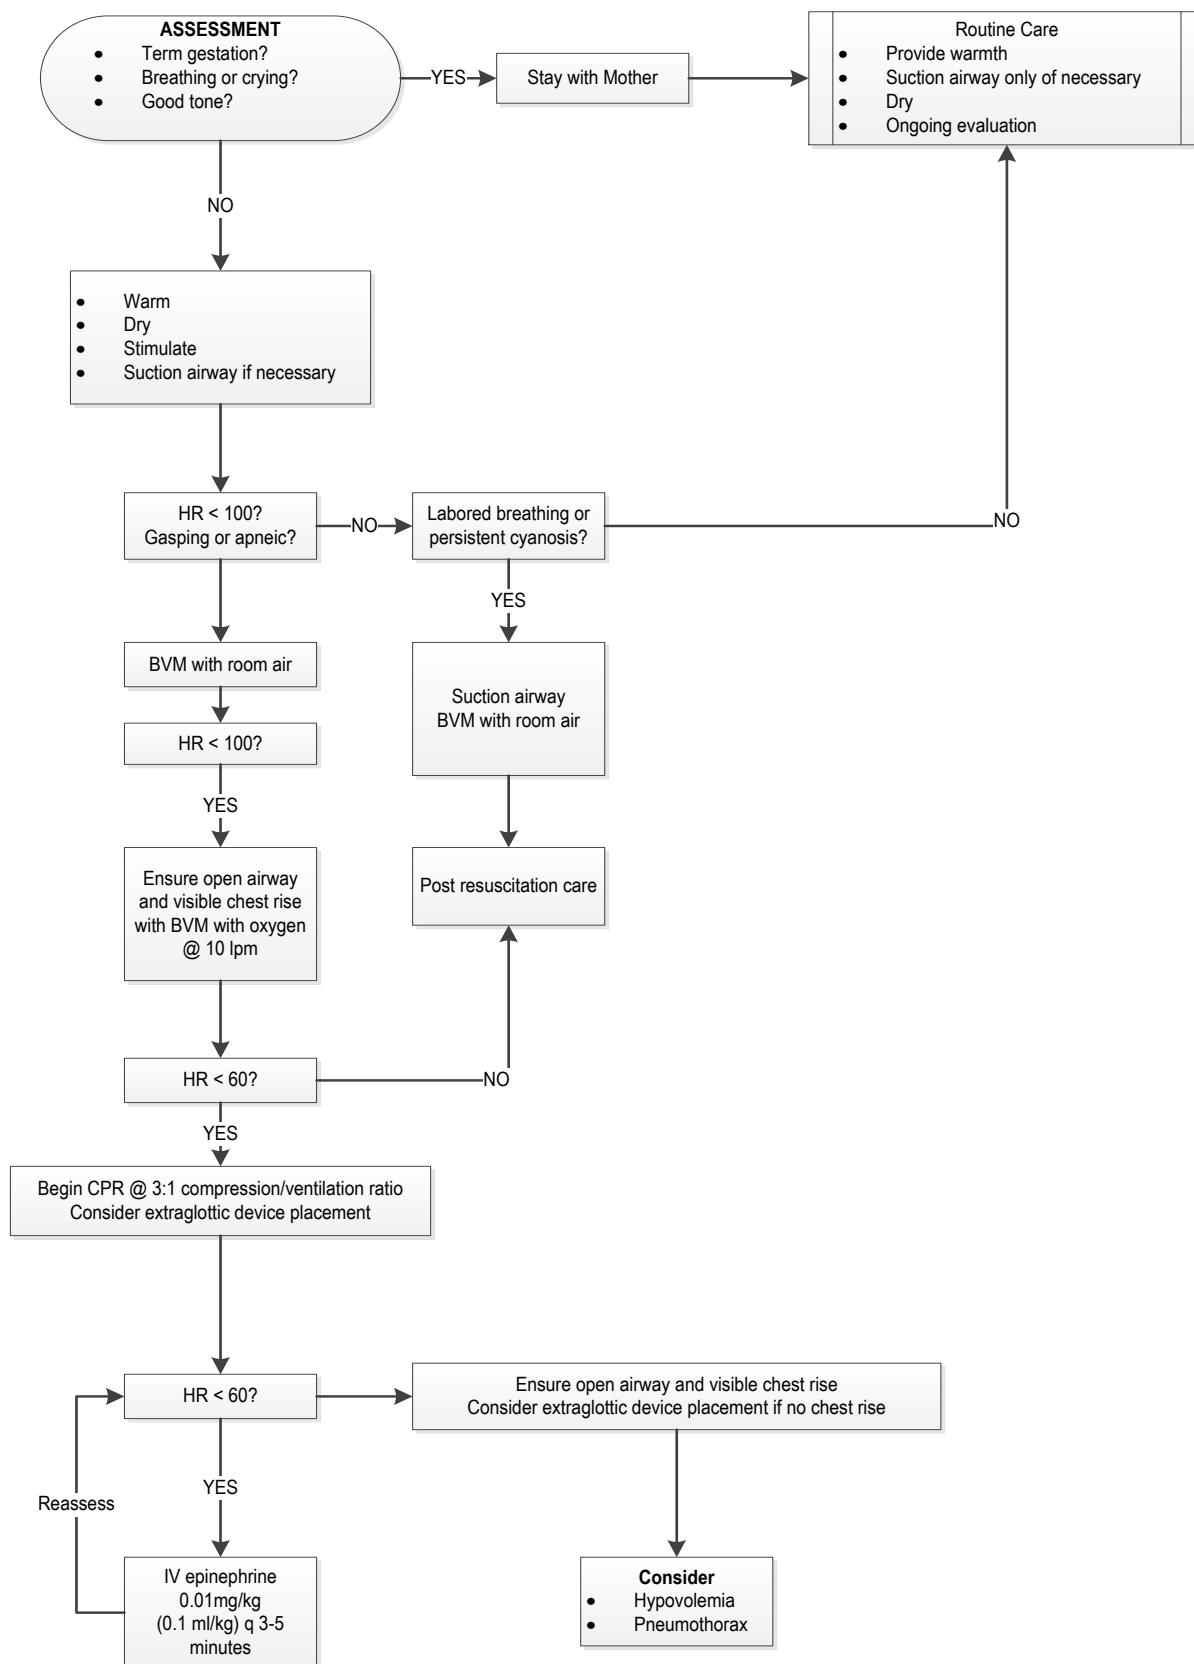 ASSESSMENT
• Term gestation?
• Breathing or crying?
• Good tone?
YES
Stay with Mother
Routine Care
• Provide warmth
• Suction airway only of necessary
• Dry
• Ongoing evaluation
NO
• Warm
• Dry
• Stimulate
• Suction airway if necessary
HR < 100?
Gasping or apneic?
NO
Labored breathing or
persistent cyanosis?
NO
YES
BVM with room air
Suction airway
BVM with room air
HR < 100?
YES
Ensure open airway
and visible chest rise
with BVM with oxygen
@ 10 lpm
Post resuscitation care
HR < 60?
NO
YES
Begin CPR @ 3:1 compression/ventilation ratio
Consider extraglottic device placement
HR < 60?
Ensure open airway and visible chest rise
Consider extraglottic device placement if no chest rise
YES
Reassess
IV epinephrine
0.01mg/kg
(0.1 ml/kg) q 3-5
minutes
Consider
• Hypovolemia
• Pneumothorax